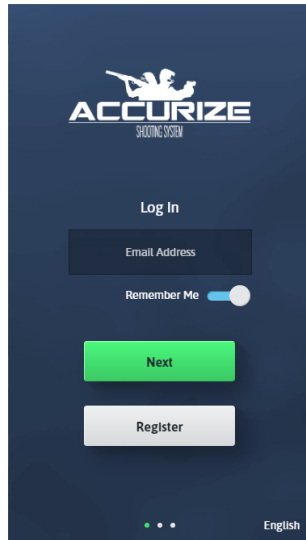 ACCURIZE
SHOOTING SYSTEM
Log In
Email Address
Remember Me
Next
Register
English